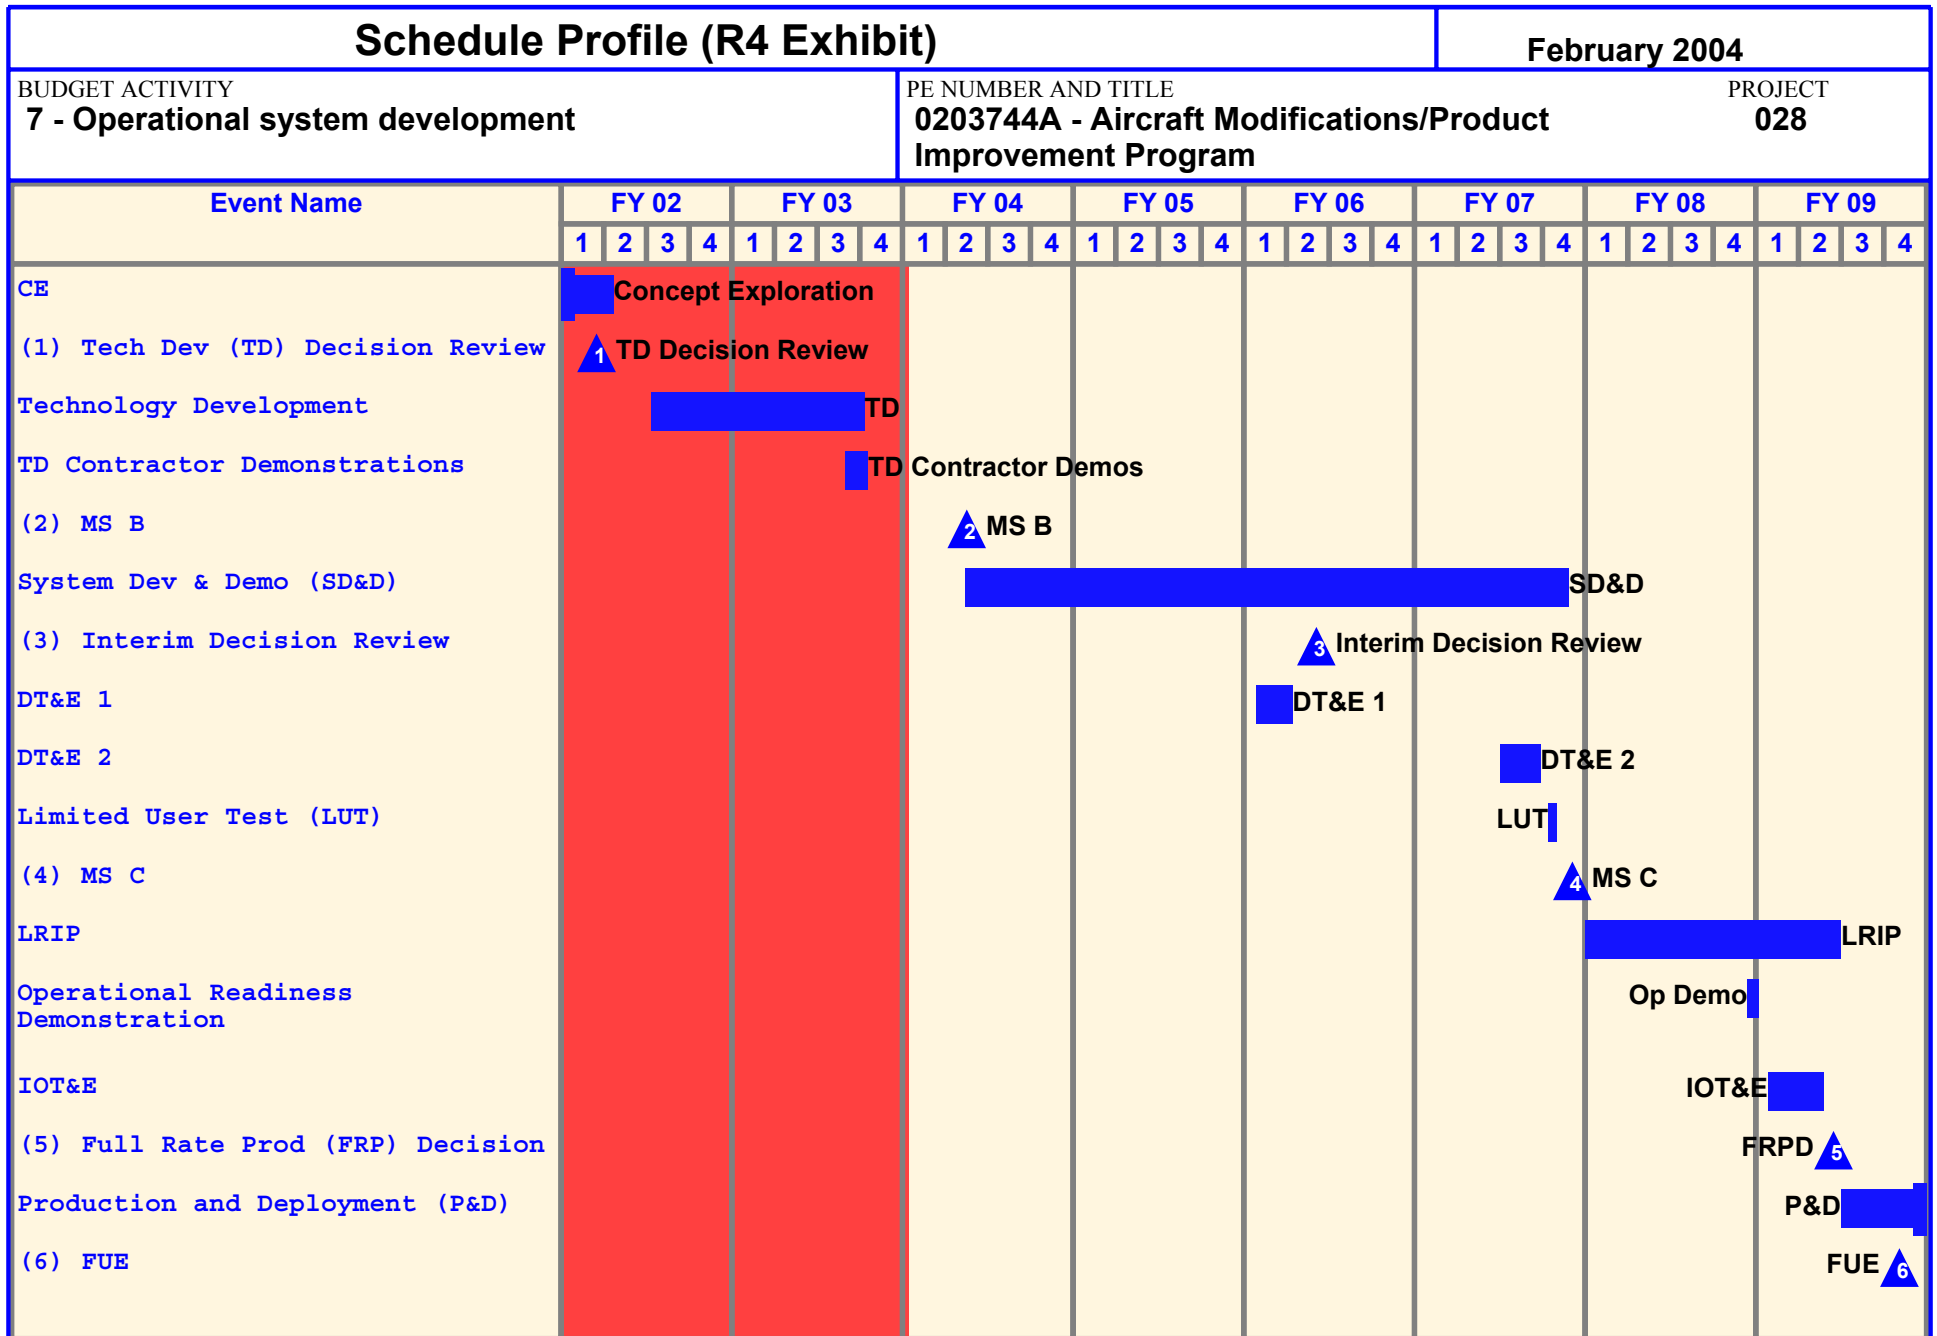 Schedule Profile (R4 Exhibit)
February 2004
BUDGET ACTIVITY
7 - Operational system development
PE NUMBER AND TITLE
0203744A - Aircraft Modifications/Product
Improvement Program
PROJECT
028
Event Name FY 02 FY 03 FY 04 FY 05 FY 06 FY 07 FY 08 FY 09
1 2 3 4 1 2 3 4 1 2 3 4 1 2 3 4 1 2 3 4 1 2 3 4 1 2 3 4 1 2 3 4
CE Concept Exploration
(1) Tech Dev (TD) Decision Review 1 TD Decision Review
Technology Development TD
TD Contractor Demonstrations TD Contractor Demos
(2) MS B 2 MS B
System Dev & Demo (SD&D) SD&D
(3) Interim Decision Review 3 Interim Decision Review
DT&E 1 DT&E 1
DT&E 2 DT&E 2
Limited User Test (LUT) LUT
(4) MS C 4 MS C
LRIP LRIP
Operational Readiness
Demonstration
Op Demo
IOT&E IOT&E
(5) Full Rate Prod (FRP) Decision FRPD 5
Production and Deployment (P&D) P&D
(6) FUE FUE 6